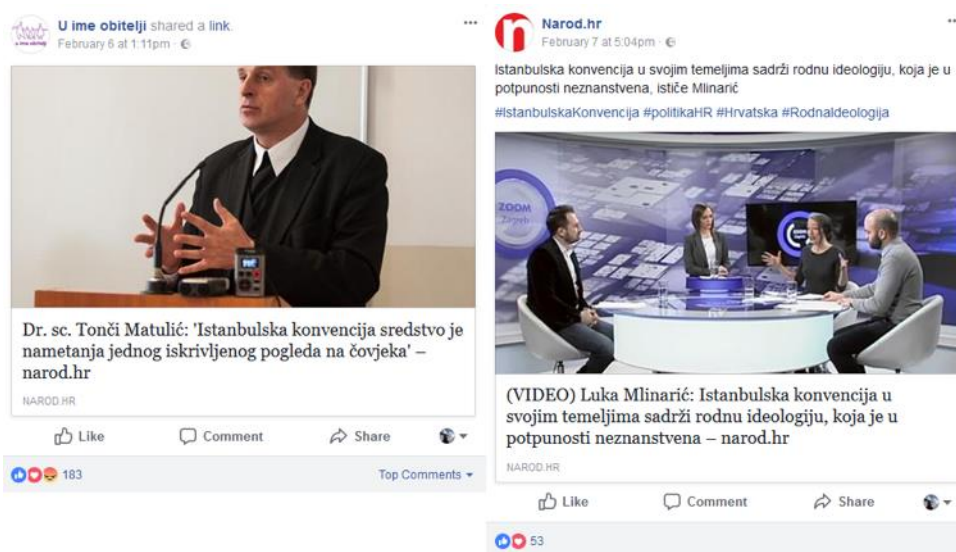 U ime obitelji shared a link.
February 6 at 1:11pm
Dr. sc. Tonči Matulić: 'Istanbulska konvencija sredstvo je
nametanja jednog iskrivljenog pogleda na čovjeka' –
narod.hr
NAROD.HR
Like Comment Share
183 Top Comments
Narod.hr
February 7 at 5:04pm
Istanbulska konvencija u svojim temeljima sadrži rodnu ideologiju, koja je u
potpunosti neznanstvena, ističe Mlinarić
#IstanbulskaKonvencija #politikaHR #Hrvatska #RodnaIdeologija
ZOOM
Zagreb
(VIDEO) Luka Mlinarić: Istanbulska konvencija u
svojim temeljima sadrži rodnu ideologiju, koja je u
potpunosti neznanstvena – narod.hr
NAROD.HR
Like Comment Share
53